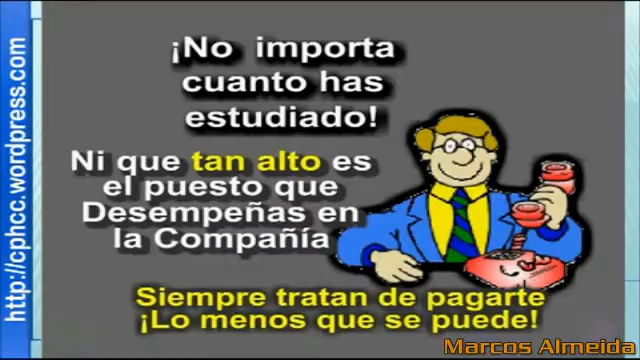 ¡No importa
cuanto has
estudiado!
Ni que tan alto es
el puesto que
Desempeñas en
la Compañía
Siempre tratan de pagarte
¡Lo menos que se puede!
http://cphcc.wordpress.com
Marcos Almeida